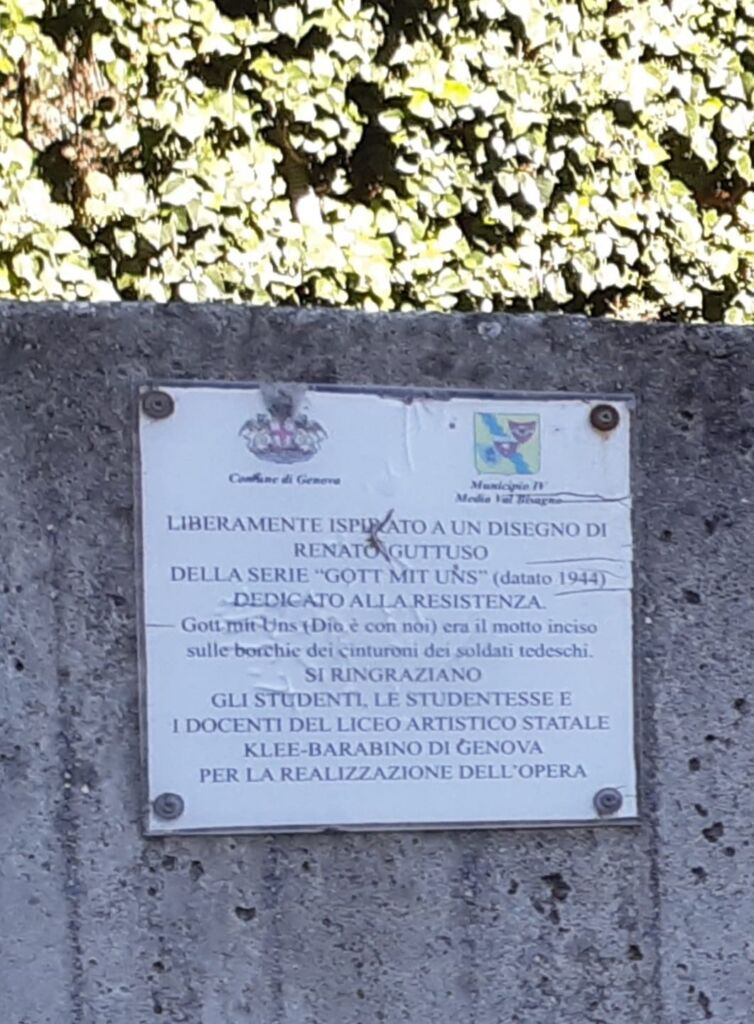 Comune di Genova
Municipio IV
Media Val Bisagno
LIBERAMENTE ISPIRATO A UN DISEGNO DI
RENATO GUTTUSO
DELLA SERIE “GOTT MIT UNS” (datato 1944)
DEDICATO ALLA RESISTENZA.
Gott mit Uns (Dio è con noi) era il motto inciso
sulle borchie dei cinturoni dei soldati tedeschi.
SI RINGRAZIANO
GLI STUDENTI, LE STUDENTESSE E
I DOCENTI DEL LICEO ARTISTICO STATALE
KLEE-BARABINO DI GENOVA
PER LA REALIZZAZIONE DELL’OPERA